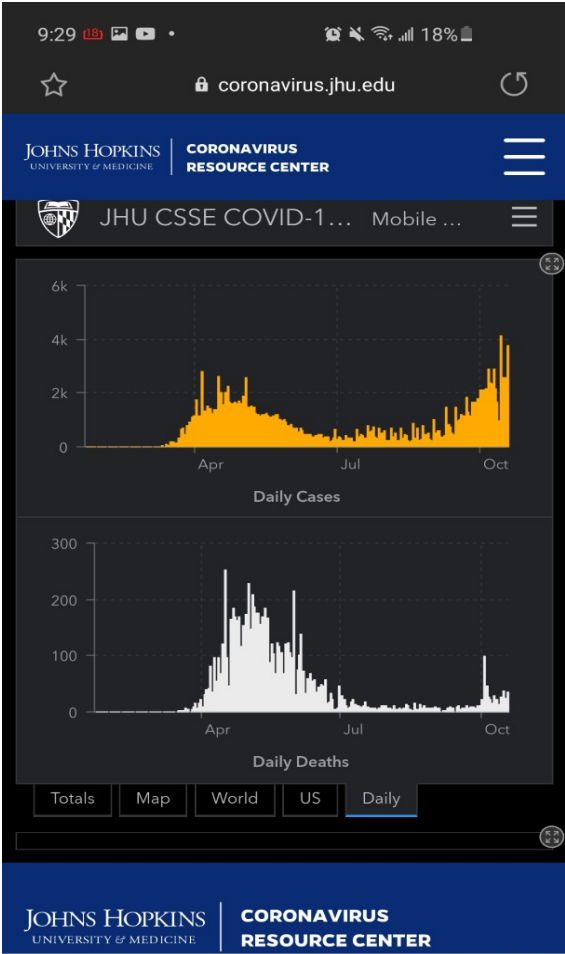 9:29 18) 18%
coronavirus.jhu.edu
JOHNS HOPKINS
UNIVERSITY & MEDICINE
CORONAVIRUS
RESOURCE CENTER
JHU CSSE COVID-1... Mobile ...
6k
4k
2k
0
Apr Jul Oct
Daily Cases
300
200
100
0
Apr Jul Oct
Daily Deaths
Totals Map World US Daily
JOHNS HOPKINS
UNIVERSITY & MEDICINE
CORONAVIRUS
RESOURCE CENTER